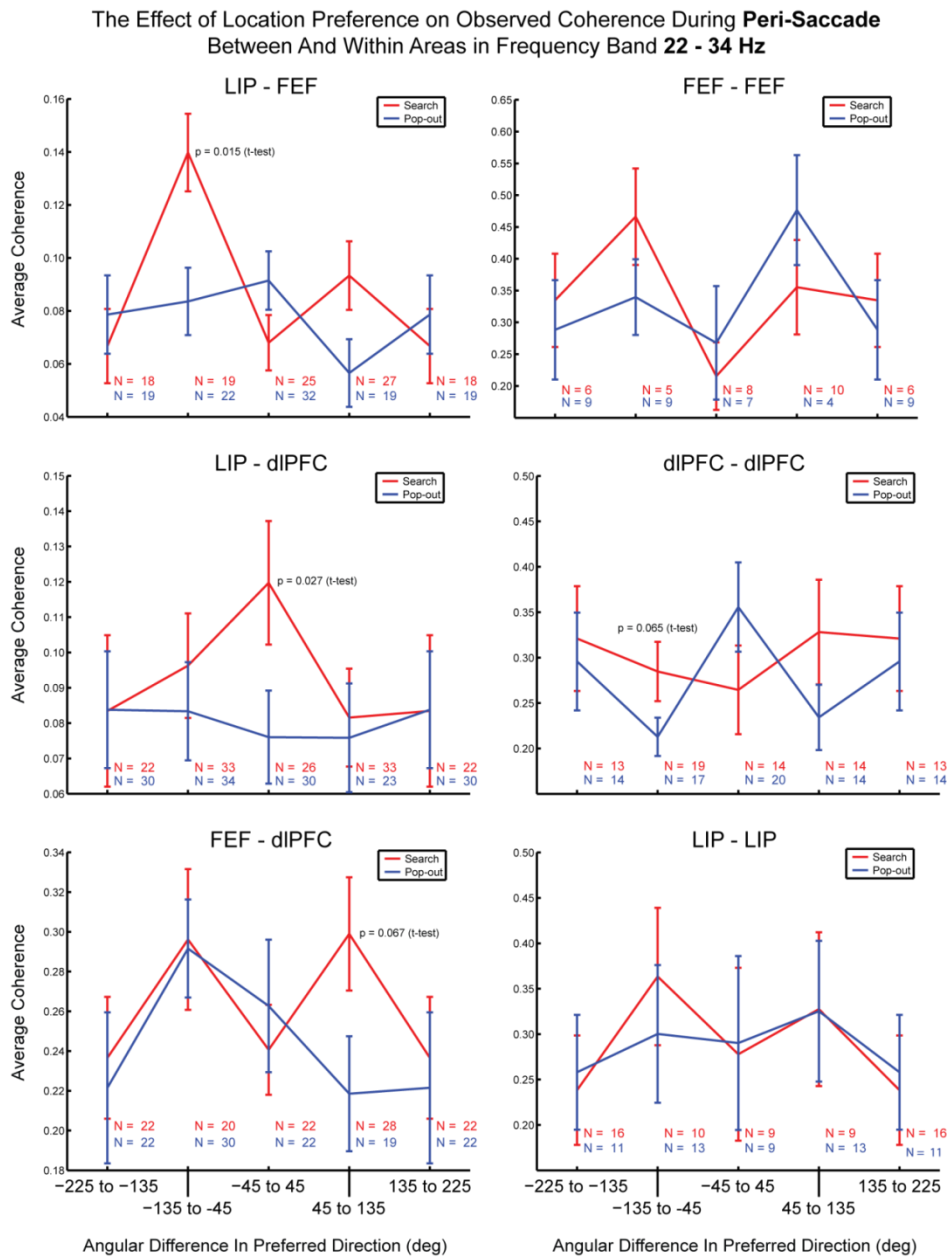 The Effect of Location Preference on Observed Coherence During Peri-Saccade
Between And Within Areas in Frequency Band 22 - 34 Hz
LIP - FEF
Search
Pop-out
p = 0.015 (t-test)
Average Coherence
0.16
0.14
0.12
0.10
0.08
0.06
0.04
N = 18 N = 19 N = 25 N = 27 N = 18
N = 19 N = 22 N = 32 N = 19 N = 19
FEF - FEF
Search
Pop-out
0.65
0.60
0.55
0.50
0.45
0.40
0.35
0.30
0.25
0.20
N = 6 N = 5 N = 8 N = 10 N = 6
N = 9 N = 9 N = 7 N = 4 N = 9
LIP - dlPFC
Search
Pop-out
p = 0.027 (t-test)
Average Coherence
0.15
0.14
0.13
0.12
0.11
0.10
0.09
0.08
0.07
0.06
N = 22 N = 33 N = 26 N = 33 N = 22
N = 30 N = 34 N = 30 N = 23 N = 30
dlPFC - dlPFC
Search
Pop-out
p = 0.065 (t-test)
0.50
0.45
0.40
0.35
0.30
0.25
0.20
N = 13 N = 19 N = 14 N = 14 N = 13
N = 14 N = 17 N = 20 N = 14 N = 14
FEF - dlPFC
Search
Pop-out
p = 0.067 (t-test)
Average Coherence
0.34
0.32
0.30
0.28
0.26
0.24
0.22
0.20
0.18
N = 22 N = 20 N = 22 N = 28 N = 22
N = 22 N = 30 N = 22 N = 19 N = 22
−225 to −135 −45 to 45 135 to 225
−135 to -45 45 to 135
Angular Difference In Preferred Direction (deg)
LIP - LIP
Search
Pop-out
0.50
0.45
0.40
0.35
0.30
0.25
0.20
N = 16 N = 10 N = 9 N = 9 N = 16
N = 11 N = 13 N = 9 N = 13 N = 11
−225 to −135 −45 to 45 135 to 225
−135 to -45 45 to 135
Angular Difference In Preferred Direction (deg)